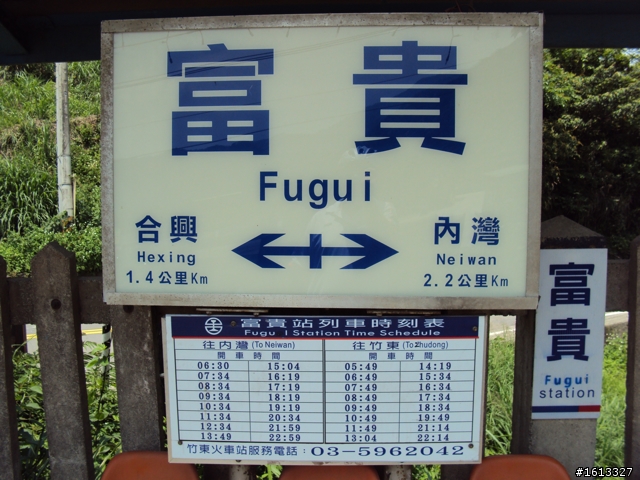 富貴
Fugui
合興
Hexing
1.4公里Km
內灣
Neiwan
2.2公里Km
富貴站列車時刻表
Fugu I Station Time Schedule
往內灣(To Neiwan)
往竹東(To Zhudong)
開車時間
開車時間
06:30 15:04 05:49 14:19
07:34 16:19 06:49 15:34
08:34 17:11 07:49 16:34
09:34 18:19 08:49 17:34
10:34 19:19 09:49 18:34
11:34 20:34 10:49 19:49
12:34 21:59 11:49 21:14
13:49 22:59 13:04 22:14
竹東火車站服務電話:03-5962042
富貴
Fugui
station
#1613327